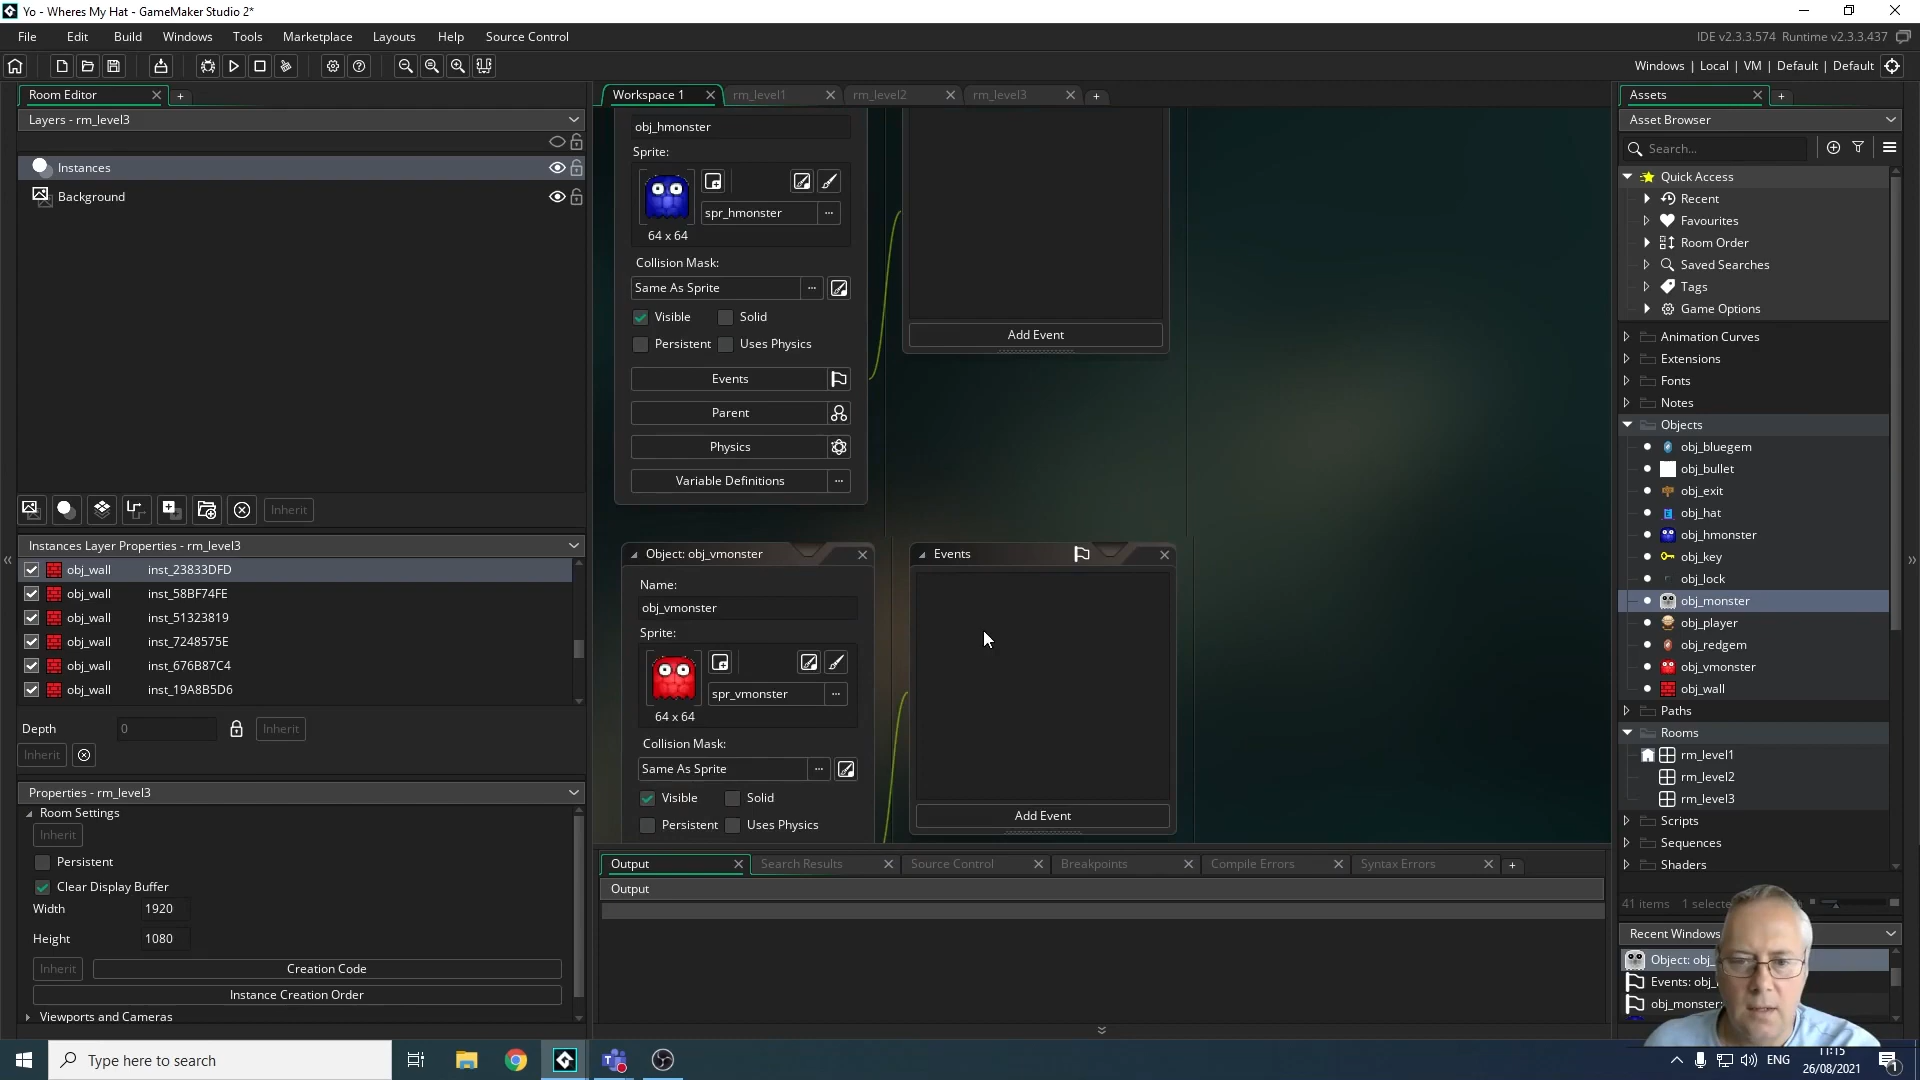 Yo - Wheres My Hat - GameMaker Studio 2*
File Edit Build Windows Tools Marketplace Layouts Help Source Control
IDE v2.3.3.574 Runtime v2.3.3.437
Windows | Local | VM | Default | Default
Room Editor
Layers - rm_level3
Instances
Background
Inherit
Instances Layer Properties - rm_level3
obj_wall inst_23833DFD
obj_wall inst_58BF74FE
obj_wall inst_51323819
obj_wall inst_7248575E
obj_wall inst_676B87C4
obj_wall inst_19A8B5D6
Depth 0 Inherit
Inherit
Properties - rm_level3
Room Settings
Inherit
Persistent
Clear Display Buffer
Width 1920
Height 1080
Inherit Creation Code
Instance Creation Order
Viewports and Cameras
Workspace 1 rm_level1 rm_level2 rm_level3
obj_hmonster
Sprite:
spr_hmonster
64 x 64
Collision Mask:
Same As Sprite
Visible Solid
Persistent Uses Physics
Events
Parent
Physics
Variable Definitions
Add Event
Object: obj_vmonster
Name:
obj_vmonster
Sprite:
spr_vmonster
64 x 64
Collision Mask:
Same As Sprite
Visible Solid
Persistent Uses Physics
Events
Add Event
Output Search Results Source Control Breakpoints Compile Errors Syntax Errors
Output
Assets
Asset Browser
Search...
Quick Access
Recent
Favourites
Room Order
Saved Searches
Tags
Game Options
Animation Curves
Extensions
Fonts
Notes
Objects
obj_bluegem
obj_bullet
obj_exit
obj_hat
obj_hmonster
obj_key
obj_lock
obj_monster
obj_player
obj_redgem
obj_vmonster
obj_wall
Paths
Rooms
rm_level1
rm_level2
rm_level3
Scripts
Sequences
Shaders
41 items 1
Recent Windows
Object:
Events:
Type here to search
ENG
11:15
26/08/2021
1